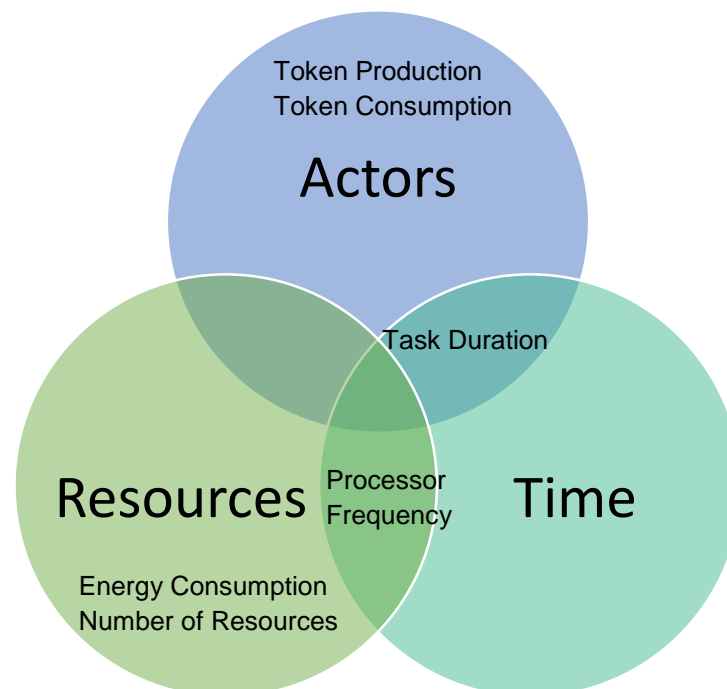 Token Production
Token Consumption
Actors
Task Duration
Resources
Processor
Frequency
Time
Energy Consumption
Number of Resources